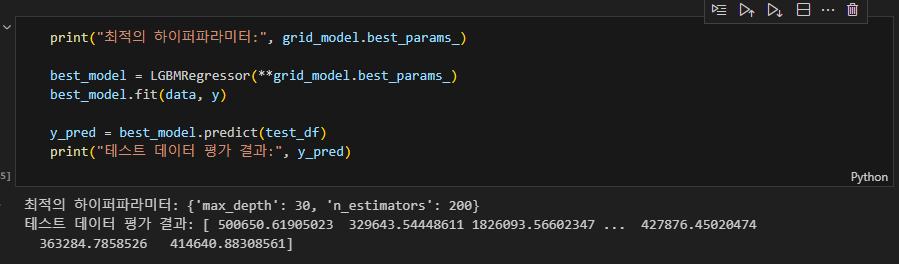 print("최적의 하이퍼파라미터:", grid_model.best_params_)
best_model = LGBMRegressor(**grid_model.best_params_)
best_model.fit(data, y)
y_pred = best_model.predict(test_df)
print("테스트 데이터 평가 결과:", y_pred)
5]
Python
최적의 하이퍼파라미터: {'max_depth': 30, 'n_estimators': 200}
테스트 데이터 평가 결과: [ 500650.61905023  329643.54448611 1826093.56602347 ...  427876.45020474
363284.7858526   414640.88308561]